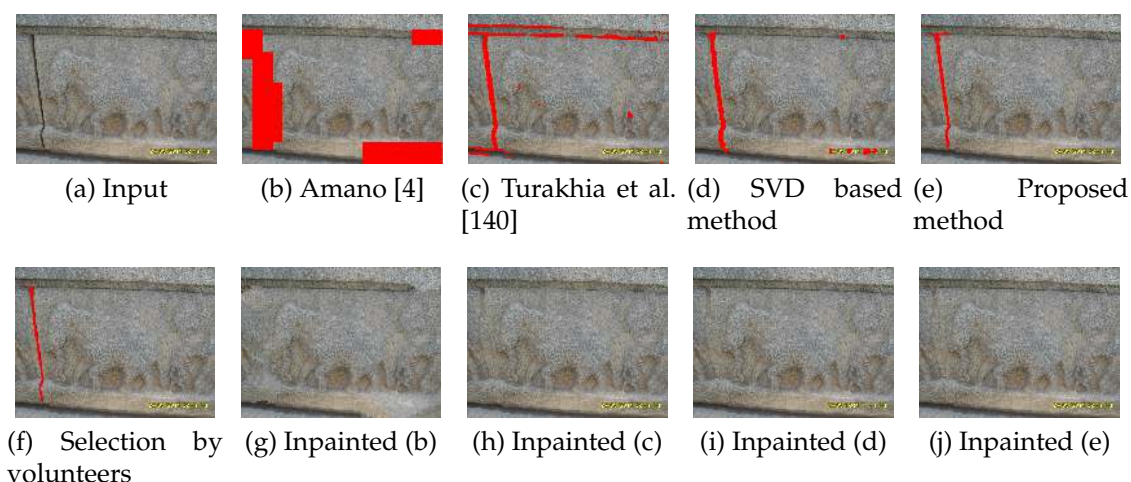 (a) Input
(b) Amano [4]
(c) Turakhia et al.
[140]
(d) SVD based
method
(e) Proposed
method
(f) Selection by
volunteers
(g) Inpainted (b)
(h) Inpainted (c)
(i) Inpainted (d)
(j) Inpainted (e)